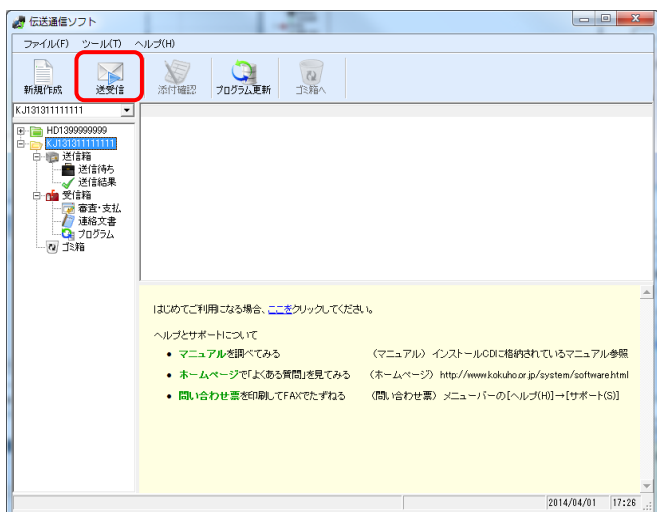 伝送通信ソフト
ファイル(F) ツール(T) ヘルプ(H)
新規作成 送受信 添付確認 プログラム更新 ゴミ箱へ
KJ131311111111
HD1399999999
KJ131311111111
送信箱
送信待ち
送信結果
受信箱
審査・支払
連絡文書
プログラム
ゴミ箱
はじめてご利用になる場合、ここをクリックしてください。
ヘルプとサポートについて
• マニュアルを調べてみる (マニュアル) インストールCDに格納されているマニュアル参照
• ホームページで「よくある質問」を見てみる (ホームページ) http://www.kokuho.or.jp/system/software.html
• 問い合わせ票を印刷してFAXでたずねる (問い合わせ票) メニューバーの[ヘルプ(H)]→[サポート(S)]
2014/04/01 17:26